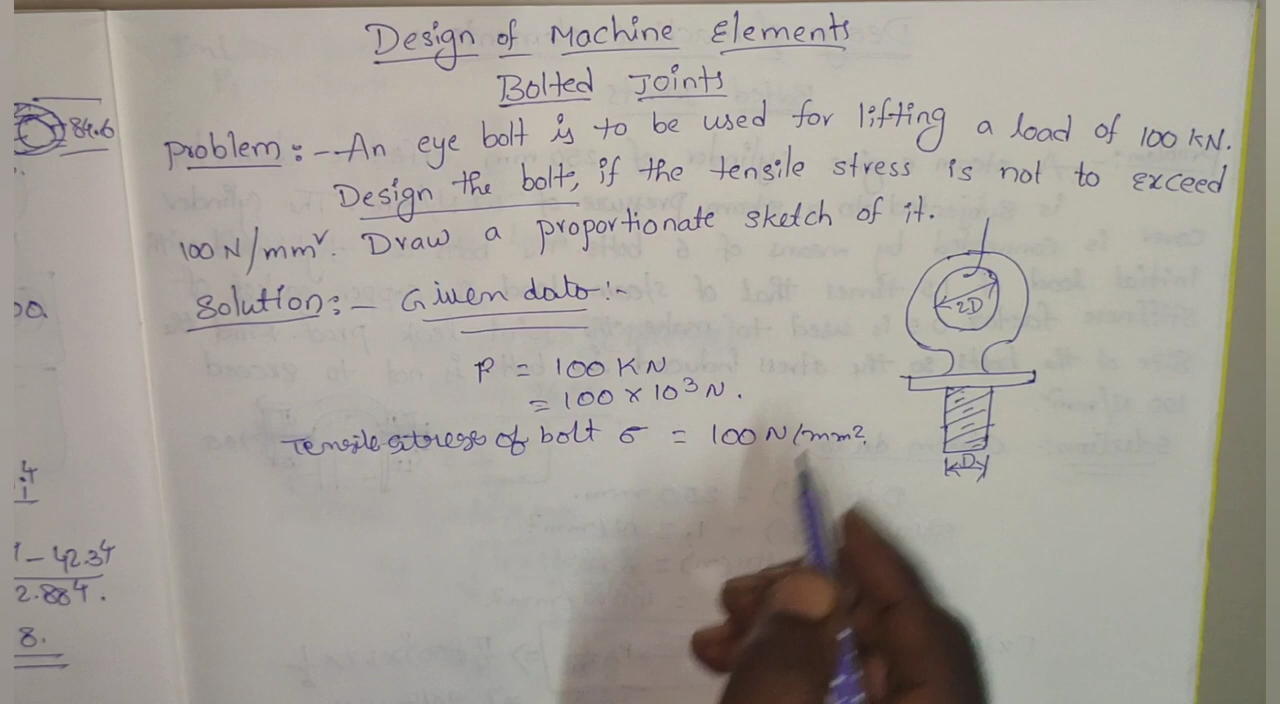 Design of Machine Elements
Bolted Joints
Problem:- An eye bolt is to be used for lifting a load of 100 KN.
Design the bolt, if the tensile stress is not to exceed
100 N/mm². Draw a proportionate sketch of it.
Solution:- Given data:-
P = 100 KN
= 100 x 10³ N.
Tensile stress of bolt σ = 100 N/mm².
2D
D
84.6
1-42.34
2.884.
8.